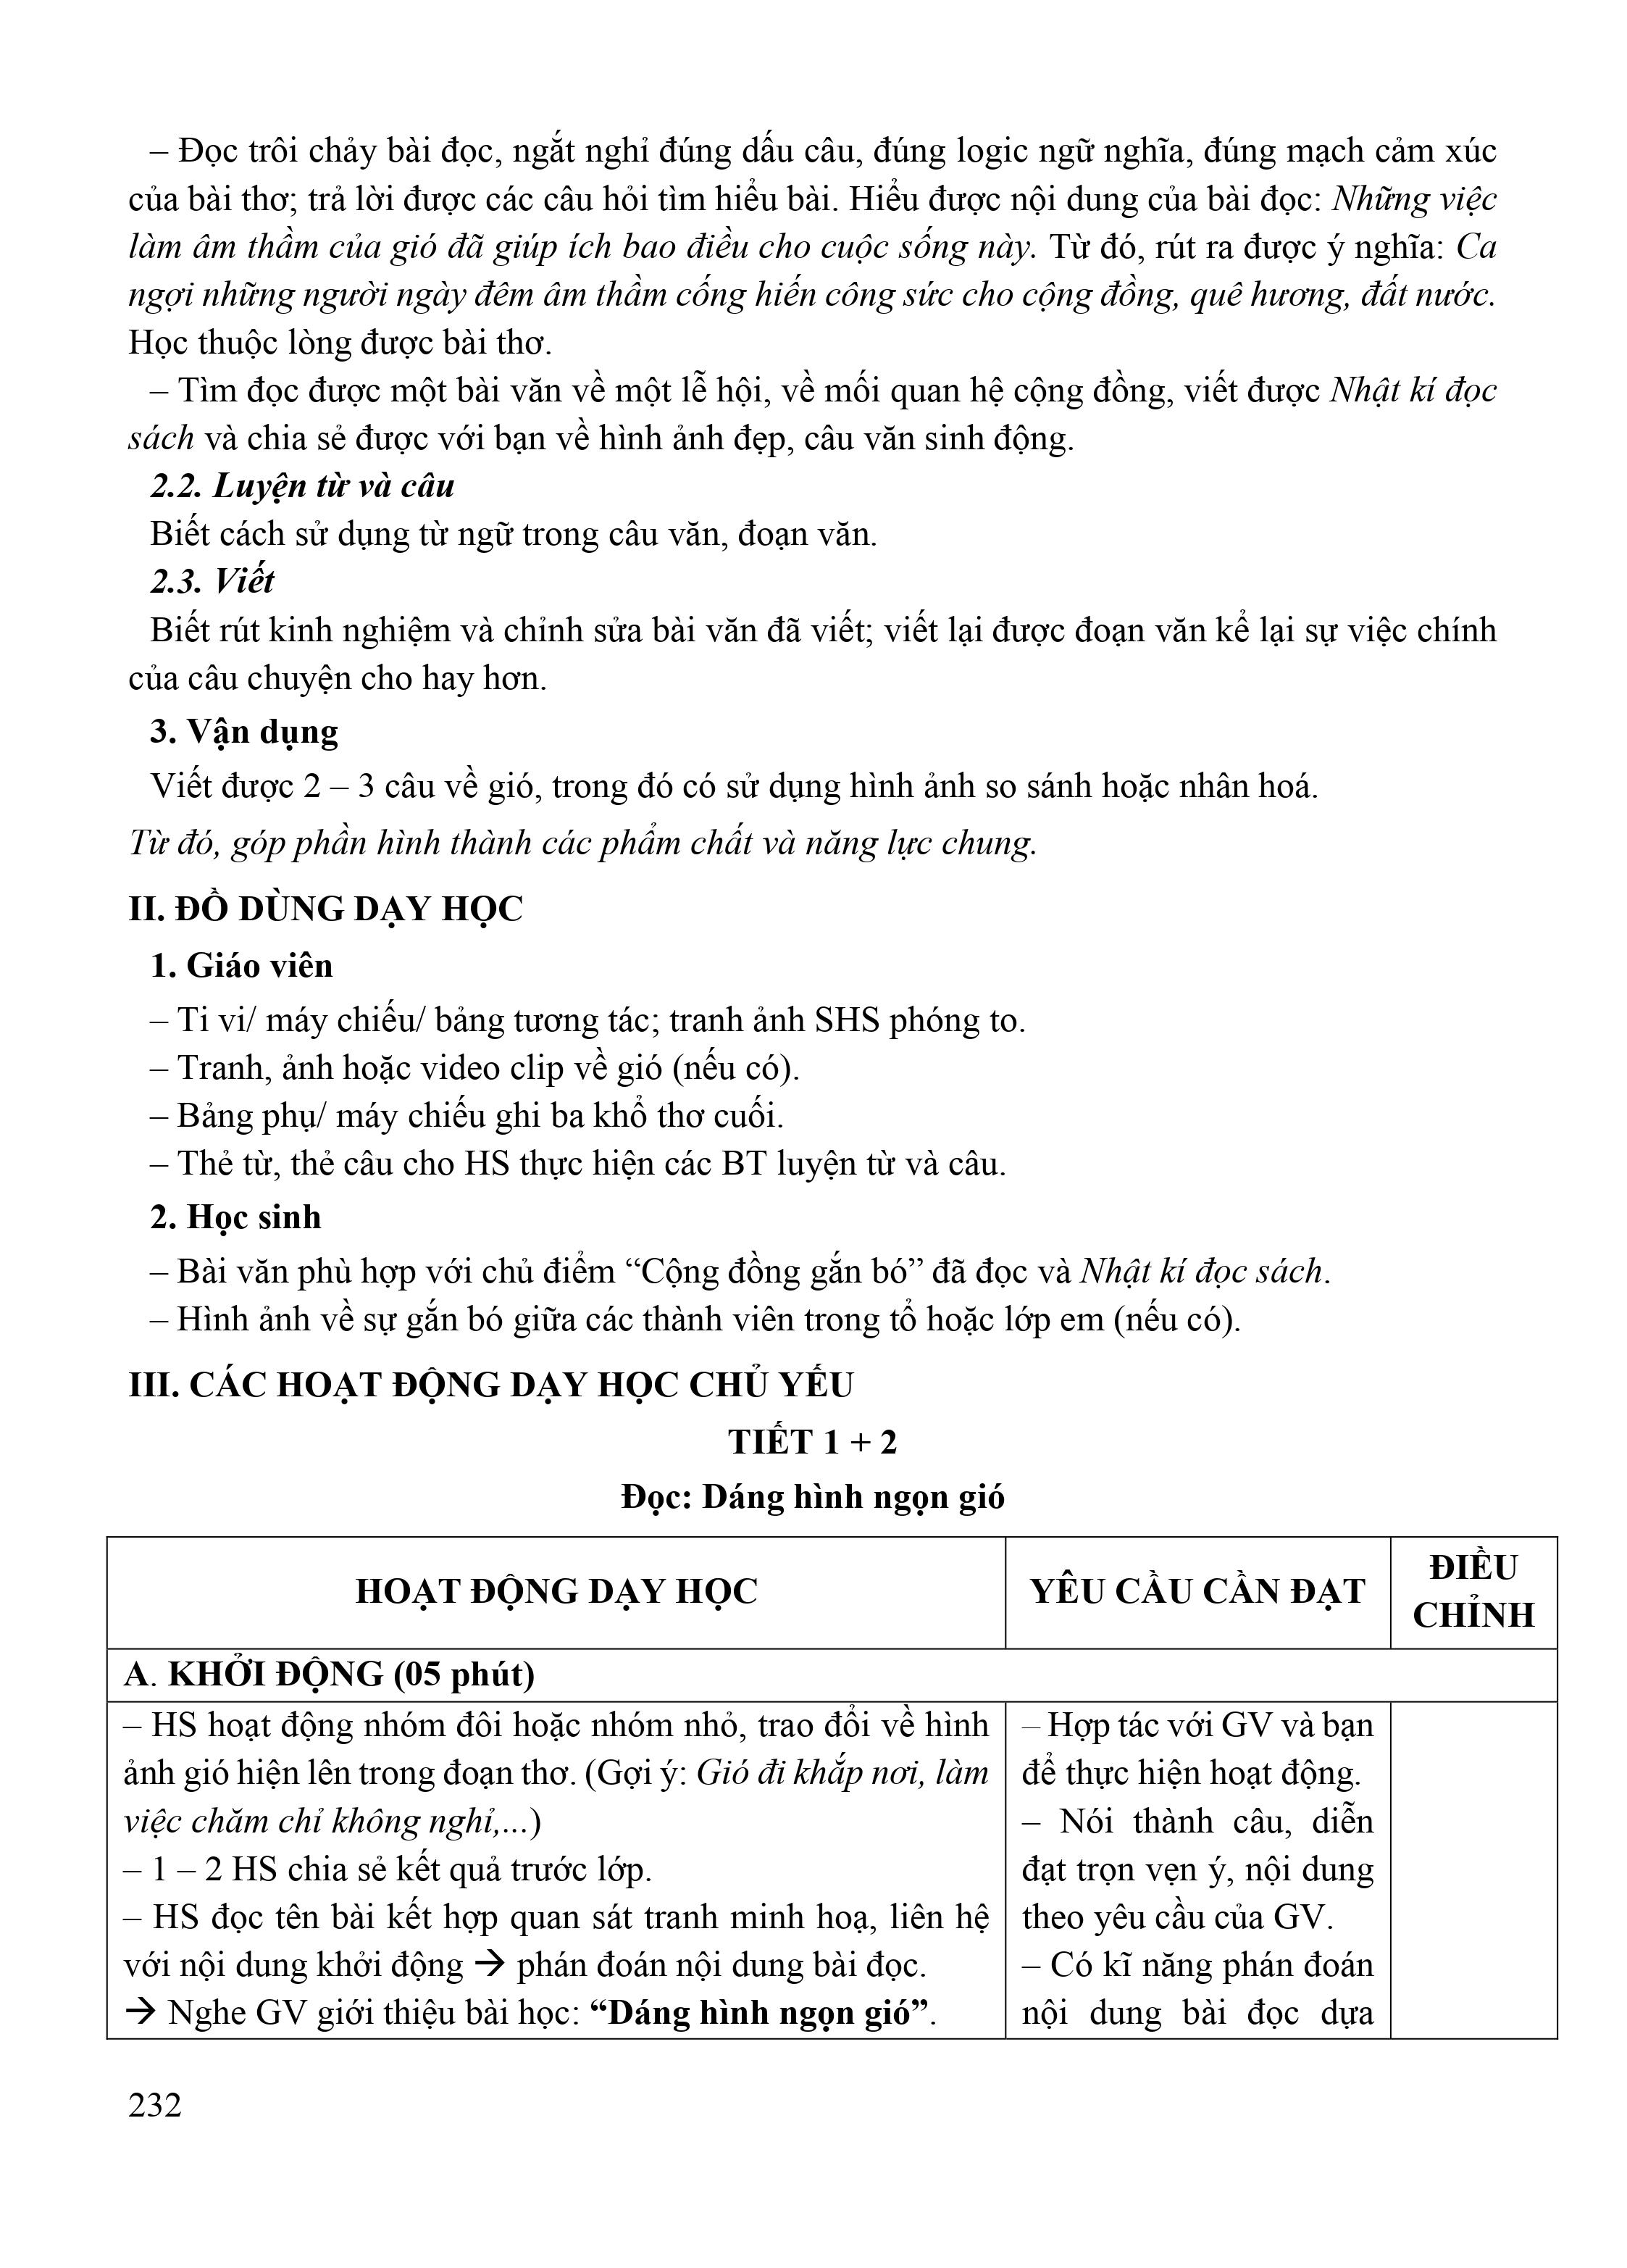 – Đọc trôi chảy bài đọc, ngắt nghỉ đúng dấu câu, đúng logic ngữ nghĩa, đúng mạch cảm xúc
của bài thơ; trả lời được các câu hỏi tìm hiểu bài. Hiểu được nội dung của bài đọc: Những việc
làm âm thầm của gió đã giúp ích bao điều cho cuộc sống này. Từ đó, rút ra được ý nghĩa: Ca
ngợi những người ngày đêm âm thầm cống hiến công sức cho cộng đồng, quê hương, đất nước.
Học thuộc lòng được bài thơ.
– Tìm đọc được một bài văn về một lễ hội, về mối quan hệ cộng đồng, viết được Nhật kí đọc
sách và chia sẻ được với bạn về hình ảnh đẹp, câu văn sinh động.
2.2. Luyện từ và câu
Biết cách sử dụng từ ngữ trong câu văn, đoạn văn.
2.3. Viết
Biết rút kinh nghiệm và chỉnh sửa bài văn đã viết; viết lại được đoạn văn kể lại sự việc chính
của câu chuyện cho hay hơn.
3. Vận dụng
Viết được 2 – 3 câu về gió, trong đó có sử dụng hình ảnh so sánh hoặc nhân hoá.
Từ đó, góp phần hình thành các phẩm chất và năng lực chung.
II. ĐỒ DÙNG DẠY HỌC
1. Giáo viên
– Ti vi/ máy chiếu/ bảng tương tác; tranh ảnh SHS phóng to.
– Tranh, ảnh hoặc video clip về gió (nếu có).
– Bảng phụ/ máy chiếu ghi ba khổ thơ cuối.
– Thẻ từ, thẻ câu cho HS thực hiện các BT luyện từ và câu.
2. Học sinh
– Bài văn phù hợp với chủ điểm “Cộng đồng gắn bó” đã đọc và Nhật kí đọc sách.
– Hình ảnh về sự gắn bó giữa các thành viên trong tổ hoặc lớp em (nếu có).
III. CÁC HOẠT ĐỘNG DẠY HỌC CHỦ YẾU
TIẾT 1 + 2
Đọc: Dáng hình ngọn gió
HOẠT ĐỘNG DẠY HỌC
YÊU CẦU CẦN ĐẠT
ĐIỀU
CHỈNH
A. KHỞI ĐỘNG (05 phút)
– HS hoạt động nhóm đôi hoặc nhóm nhỏ, trao đổi về hình
ảnh gió hiện lên trong đoạn thơ. (Gợi ý: Gió đi khắp nơi, làm
việc chăm chỉ không nghỉ,...)
– 1 – 2 HS chia sẻ kết quả trước lớp.
– HS đọc tên bài kết hợp quan sát tranh minh hoạ, liên hệ
với nội dung khởi động → phán đoán nội dung bài đọc.
→ Nghe GV giới thiệu bài học: “Dáng hình ngọn gió”.
– Hợp tác với GV và bạn
để thực hiện hoạt động.
– Nói thành câu, diễn
đạt trọn vẹn ý, nội dung
theo yêu cầu của GV.
– Có kĩ năng phán đoán
nội dung bài đọc dựa
232